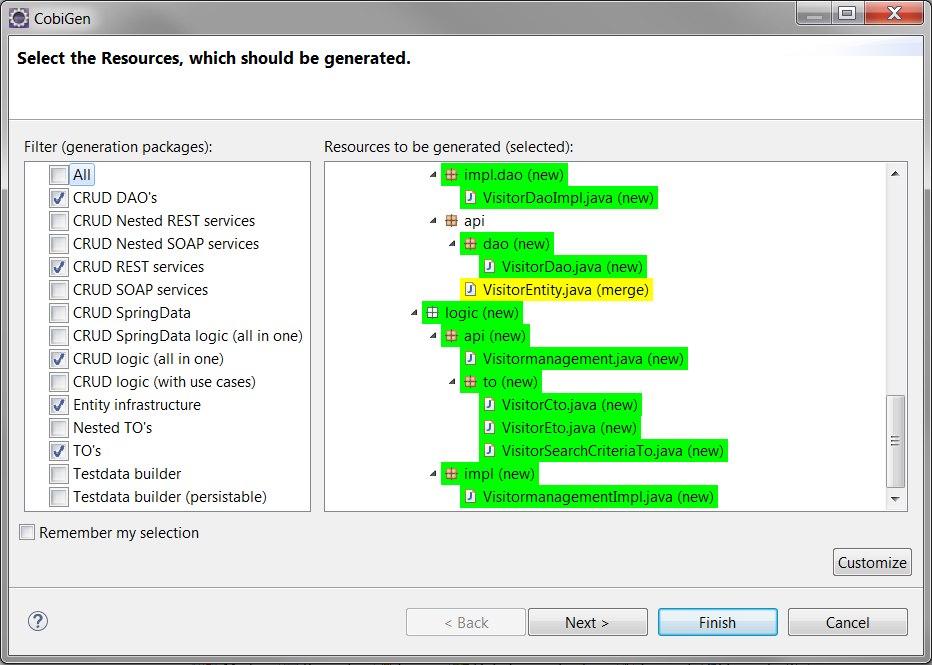 CobiGen
Select the Resources, which should be generated.
Filter (generation packages):
All
CRUD DAO's
CRUD Nested REST services
CRUD Nested SOAP services
CRUD REST services
CRUD SOAP services
CRUD SpringData
CRUD SpringData logic (all in one)
CRUD logic (all in one)
CRUD logic (with use cases)
Entity infrastructure
Nested TO's
TO's
Testdata builder
Testdata builder (persistable)
Resources to be generated (selected):
impl.dao (new)
VisitorDaoImpl.java (new)
api
dao (new)
VisitorDao.java (new)
VisitorEntity.java (merge)
logic (new)
api (new)
Visitormanagement.java (new)
to (new)
VisitorCto.java (new)
VisitorEto.java (new)
VisitorSearchCriteriaTo.java (new)
impl (new)
VisitormanagementImpl.java (new)
Remember my selection
Customize
?
< Back
Next >
Finish
Cancel